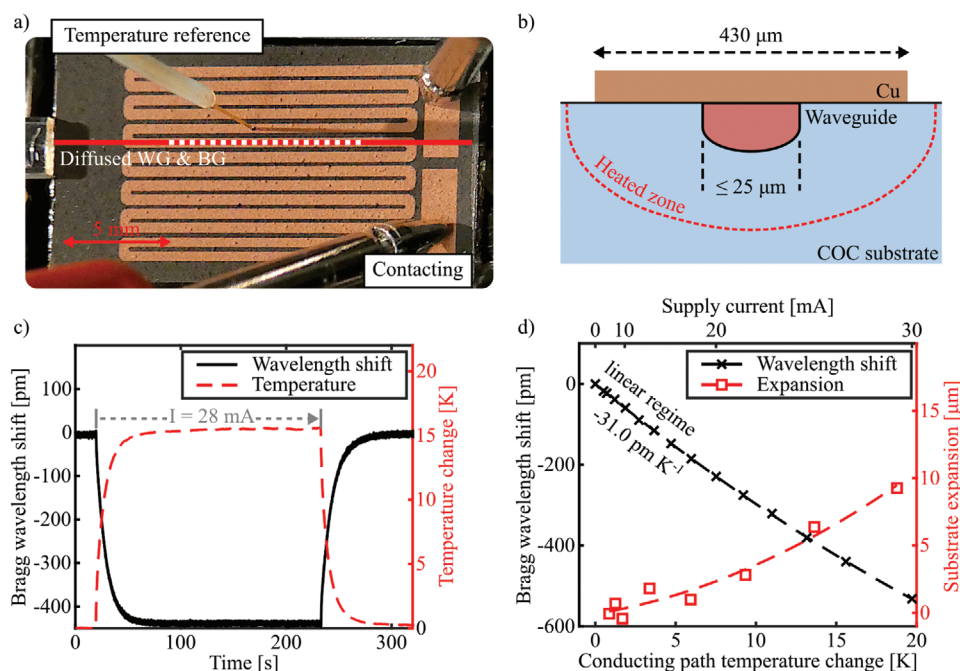 a)
Temperature reference
Diffused WG & BG
5 mm
Contacting
b)
430 μm
Cu
Waveguide
≤ 25 μm
Heated zone
COC substrate
c)
Wavelength shift
Temperature
I = 28 mA
Bragg wavelength shift [pm]
100
0
-100
-200
-300
-400
Temperature change [K]
20
15
10
5
0
0 100 200 300
Time [s]
d)
Supply current [mA]
0 10 20 30
Wavelength shift
Expansion
linear regime
-31.0 pm K⁻¹
Bragg wavelength shift [pm]
0
-200
-400
-600
Substrate expansion [μm]
15
10
5
0
0 5 10 15 20
Conducting path temperature change [K]